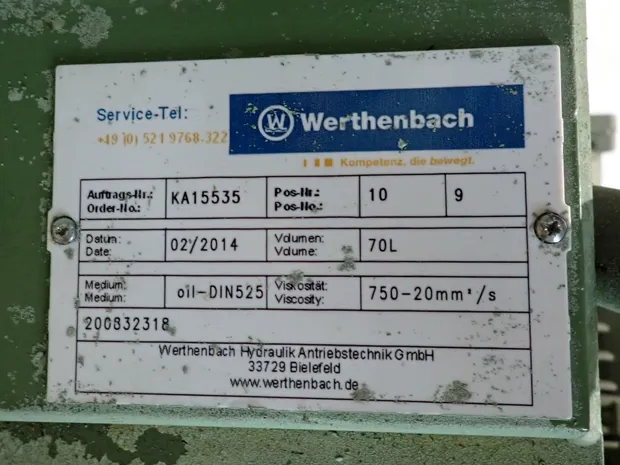 Service-Tel:
+49 (0) 521 9768-322
W Werthenbach
Kompetenz, die bewegt.
Auftrags-Nr.: KA15535 Pos-Nr.: 10 9
Order-No.: Pos-No.:
Datum: 02/2014 Volumen: 70L
Date: Volume:
Medium: oil-DIN525 Viskosität: 750-20mm²/s
Medium: Viscosity:
200832318
Werthenbach Hydraulik Antriebstechnik GmbH
33729 Bielefeld
www.werthenbach.de